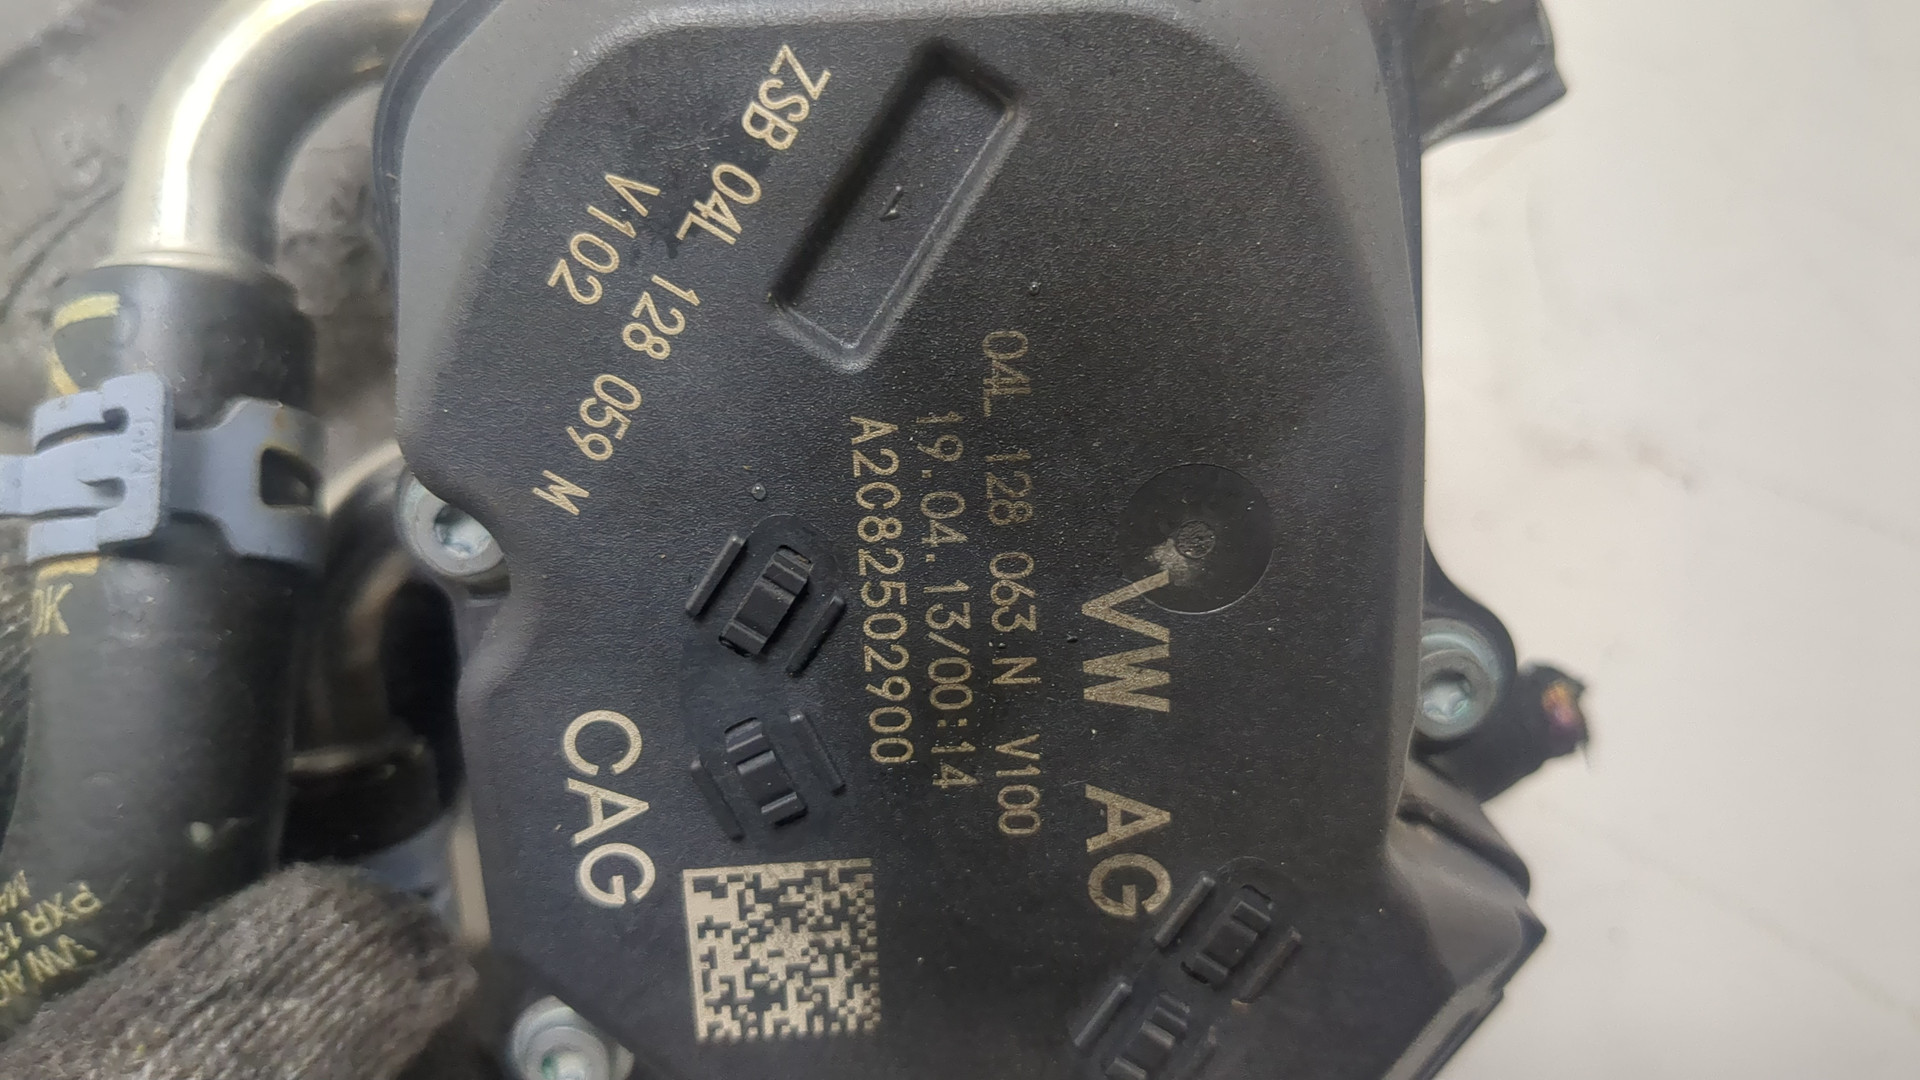 ZSB 04L 128 059 M
V102
VW AG
04L 128 063 N V100
19.04.13/00:14
A2C82502900
CAG